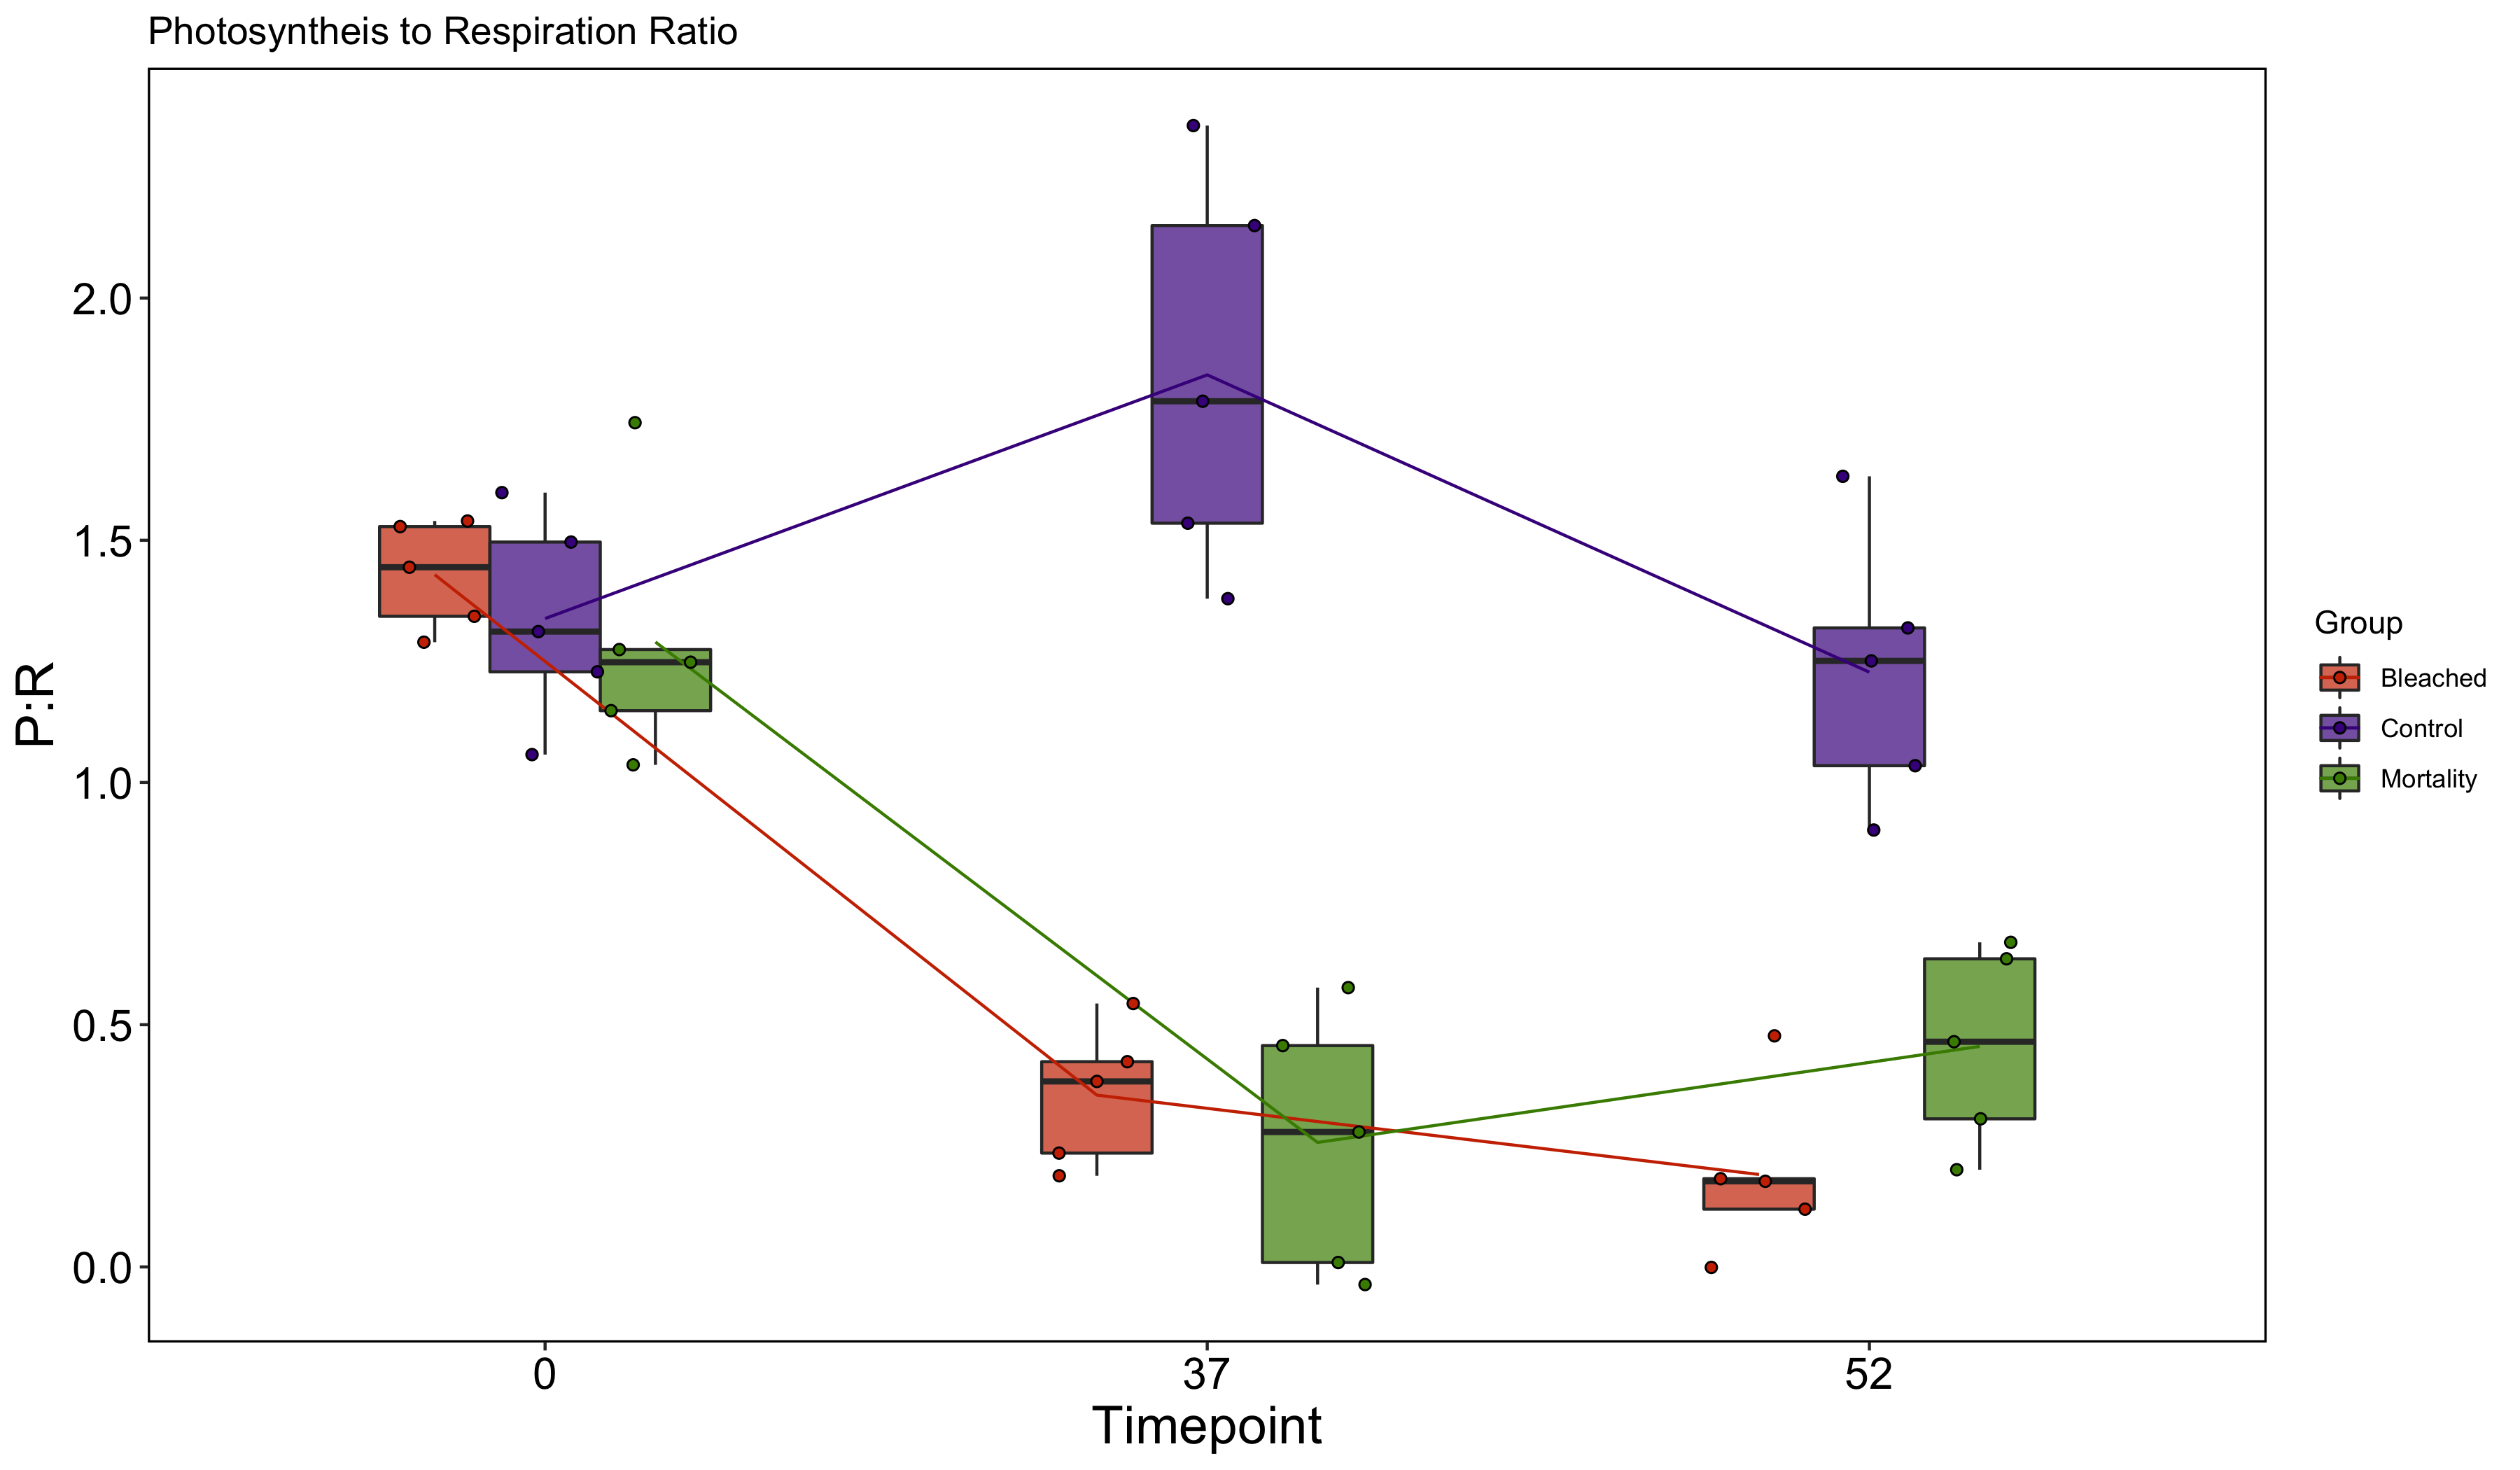 Photosyntheis to Respiration Ratio
P:R
2.0
1.5
1.0
0.5
0.0
0
37
52
Timepoint
Group
Bleached
Control
Mortality